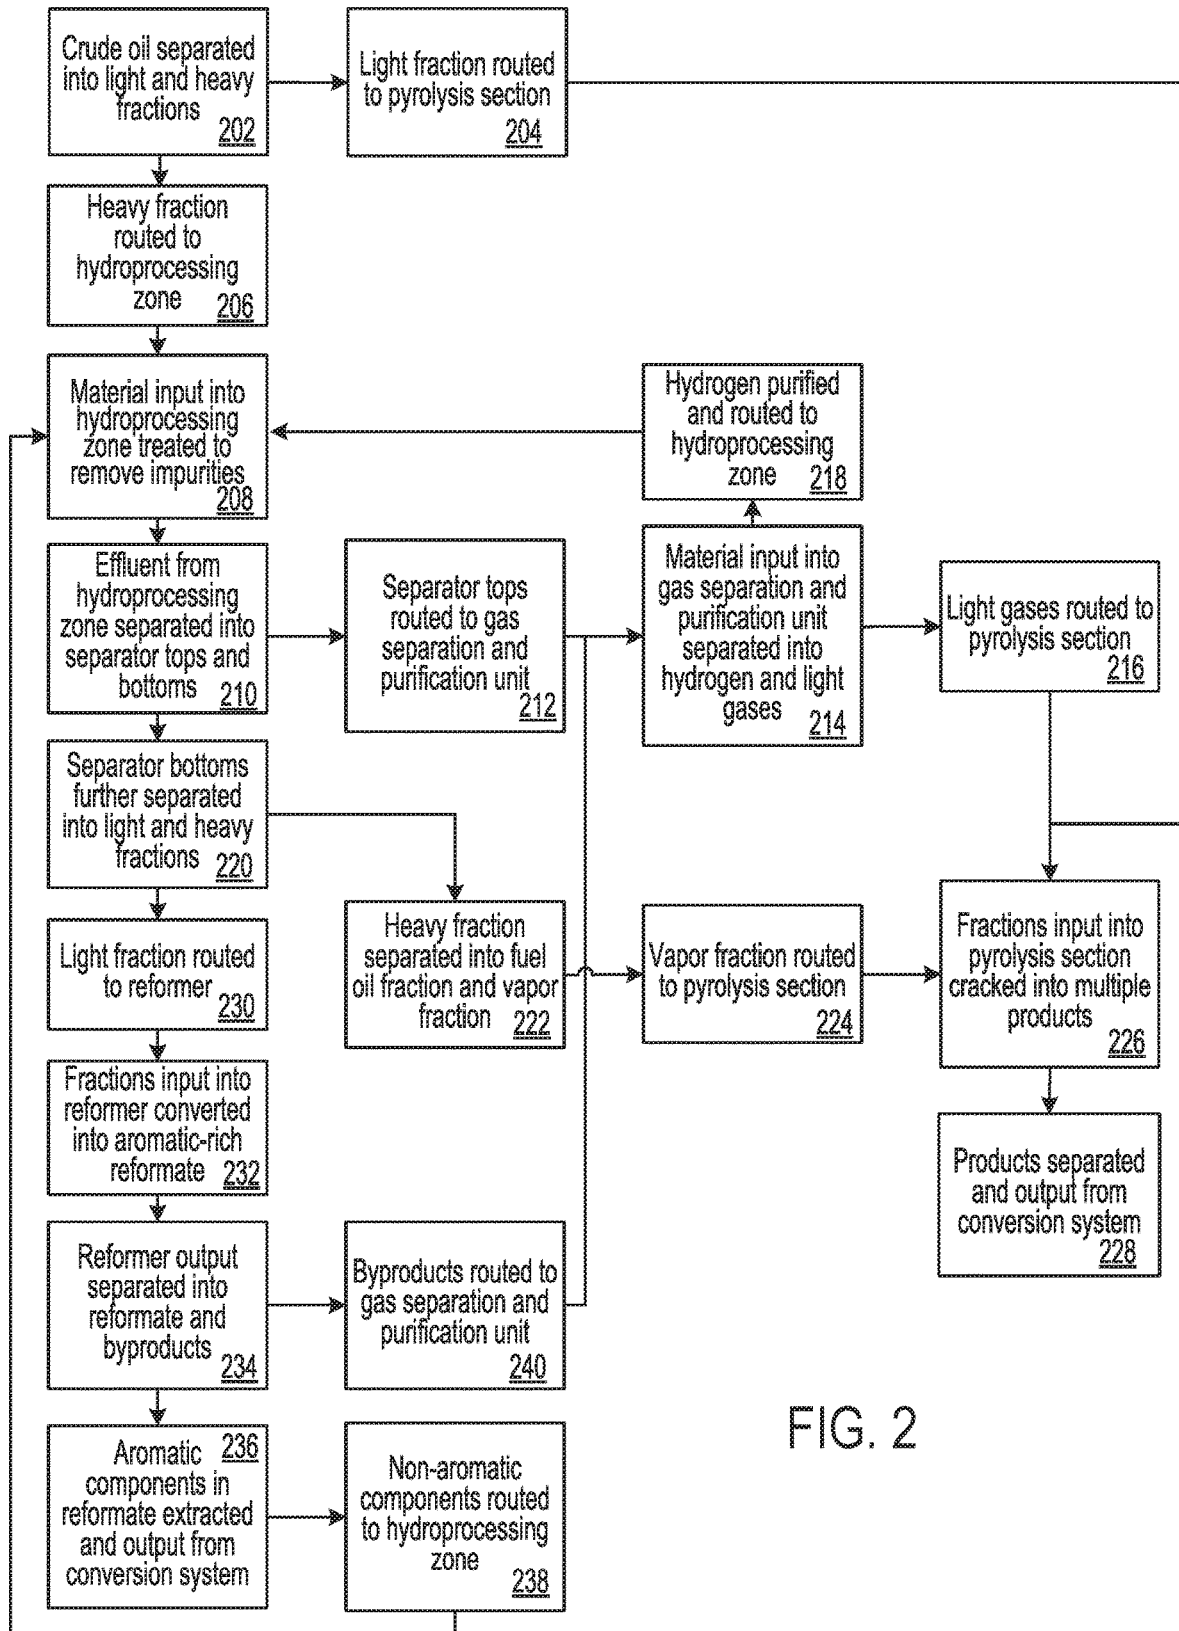 Crude oil separated
into light and heavy
fractions
202
Light fraction routed
to pyrolysis section
204
Heavy fraction
routed to
hydroprocessing
zone
206
Material input into
hydroprocessing
zone treated to
remove impurities
208
Hydrogen purified
and routed to
hydroprocessing
zone
218
Effluent from
hydroprocessing
zone separated into
separator tops and
bottoms
210
Separator tops
routed to gas
separation and
purification unit
212
Material input into
gas separation and
purification unit
separated into
hydrogen and light
gases
214
Light gases routed to
pyrolysis section
216
Separator bottoms
further separated
into light and heavy
fractions
220
Heavy fraction
separated into fuel
oil fraction and vapor
fraction
222
Vapor fraction routed
to pyrolysis section
224
Fractions input into
pyrolysis section
cracked into multiple
products
226
Light fraction routed
to reformer
230
Fractions input into
reformer converted
into aromatic-rich
reformate
232
Products separated
and output from
conversion system
228
Reformer output
separated into
reformate and
byproducts
234
Byproducts routed to
gas separation and
purification unit
240
236
Aromatic
components in
reformate extracted
and output from
conversion system
Non-aromatic
components routed
to hydroprocessing
zone
238
FIG. 2